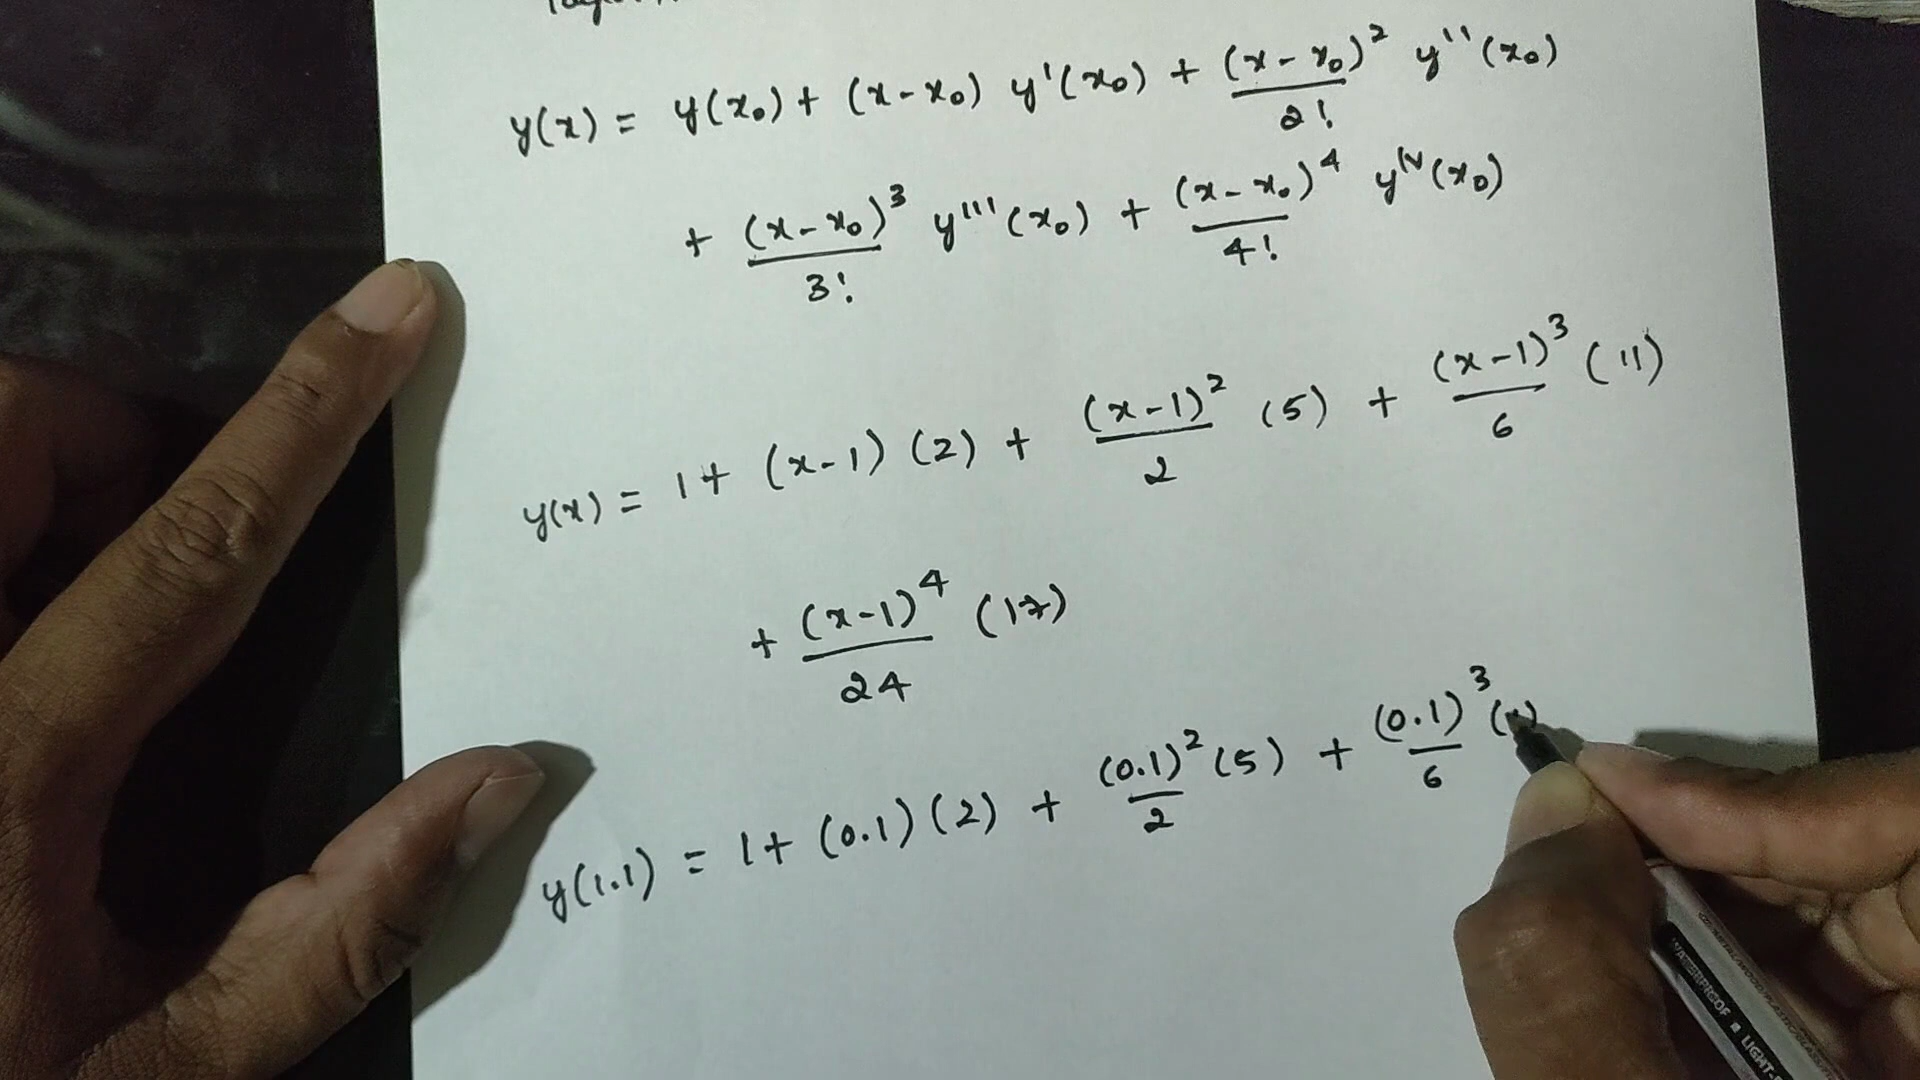 y(x) = y(x₀) + (x-x₀) y'(x₀) + (x-x₀)²/2! y''(x₀)
+ (x-x₀)³/3! y'''(x₀) + (x-x₀)⁴/4! yⁱᵛ(x₀)
y(x) = 1 + (x-1) (2) + (x-1)²/2 (5) + (x-1)³/6 (11)
+ (x-1)⁴/24 (17)
y(1.1) = 1 + (0.1) (2) + (0.1)²/2 (5) + (0.1)³/6
WATERPROOF